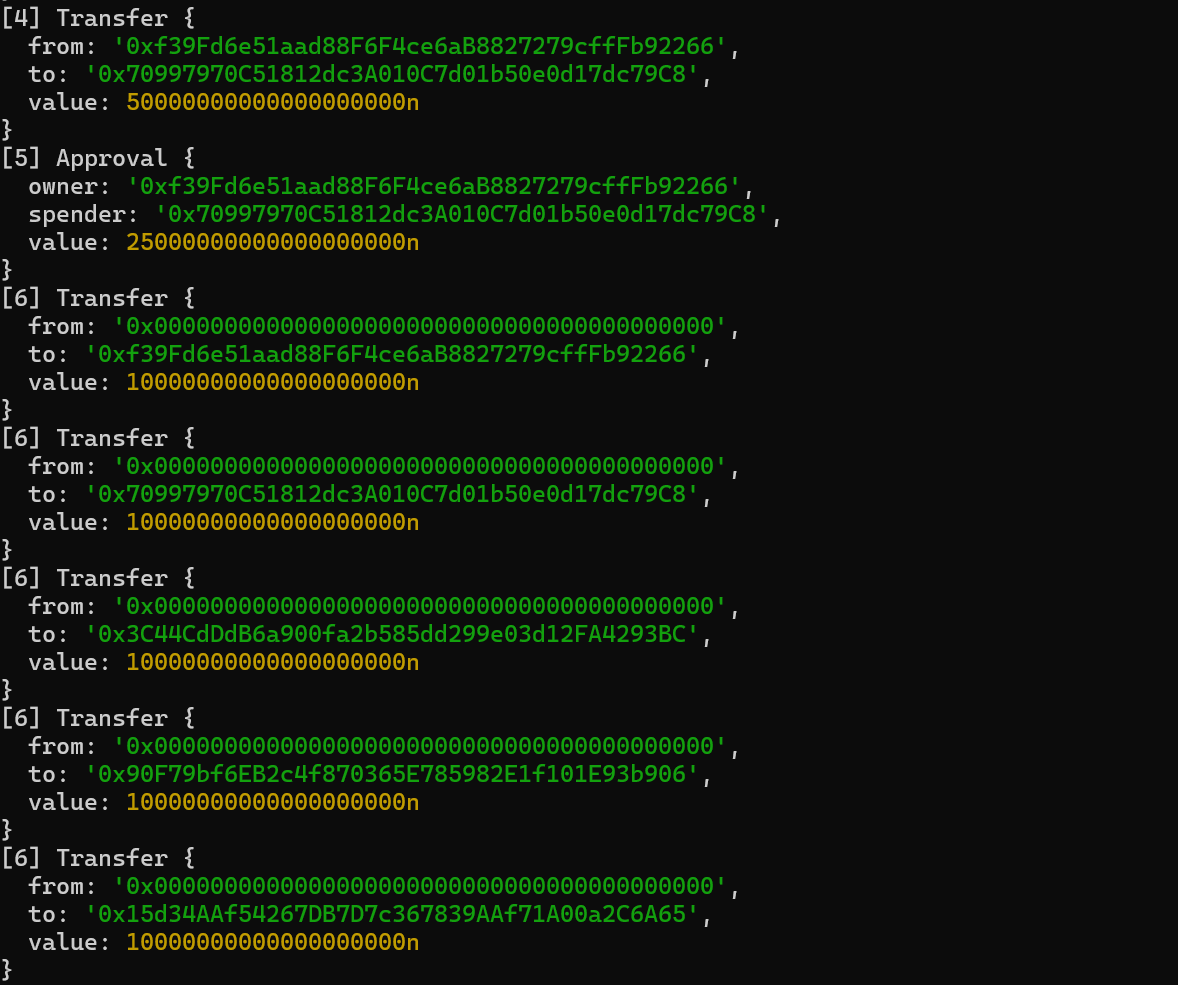 [4] Transfer {
from: '0xf39Fd6e51aad88F6F4ce6aB8827279cffFb92266',
to: '0x70997970C51812dc3A010C7d01b50e0d17dc79C8',
value: 50000000000000000000n
}
[5] Approval {
owner: '0xf39Fd6e51aad88F6F4ce6aB8827279cffFb92266',
spender: '0x70997970C51812dc3A010C7d01b50e0d17dc79C8',
value: 25000000000000000000n
}
[6] Transfer {
from: '0x0000000000000000000000000000000000000000',
to: '0xf39Fd6e51aad88F6F4ce6aB8827279cffFb92266',
value: 10000000000000000000n
}
[6] Transfer {
from: '0x0000000000000000000000000000000000000000',
to: '0x70997970C51812dc3A010C7d01b50e0d17dc79C8',
value: 10000000000000000000n
}
[6] Transfer {
from: '0x0000000000000000000000000000000000000000',
to: '0x3C44CdDdB6a900fa2b585dd299e03d12FA4293BC',
value: 10000000000000000000n
}
[6] Transfer {
from: '0x0000000000000000000000000000000000000000',
to: '0x90F79bf6EB2c4f870365E785982E1f101E93b906',
value: 10000000000000000000n
}
[6] Transfer {
from: '0x0000000000000000000000000000000000000000',
to: '0x15d34AAf54267DB7D7c367839AAf71A00a2C6A65',
value: 10000000000000000000n
}